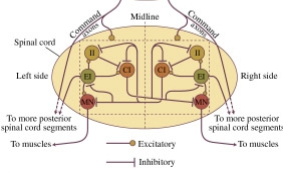 Command
axons
Midline
Command
axons
Spinal cord
II
II
CI
CI
Left side
EI
EI
Right side
MN
MN
To more posterior
spinal cord segments
To more posterior
spinal cord segments
To muscles
To muscles
Excitatory
Inhibitory